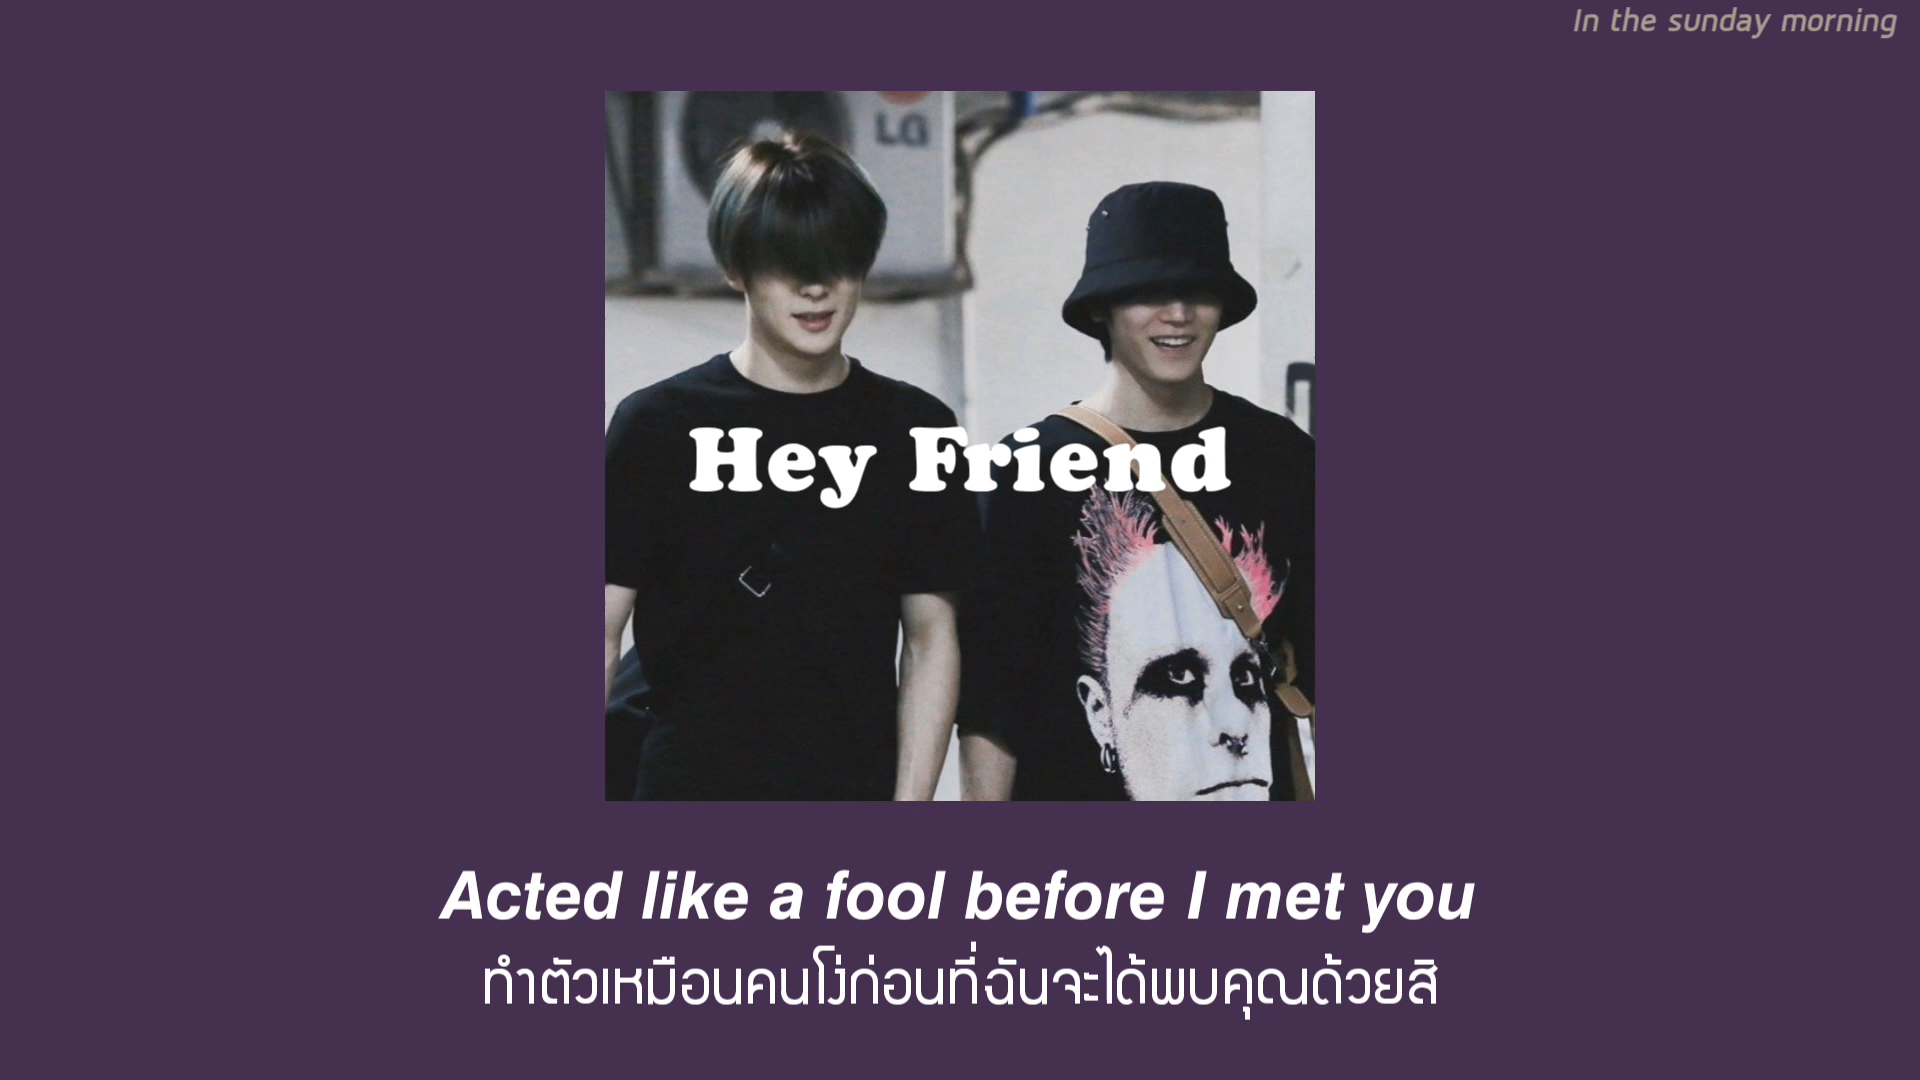 In the sunday morning
LG
Hey Friend
Acted like a fool before I met you
ทำตัวเหมือนคนโง่ก่อนที่ฉันจะได้พบคุณด้วยสิ